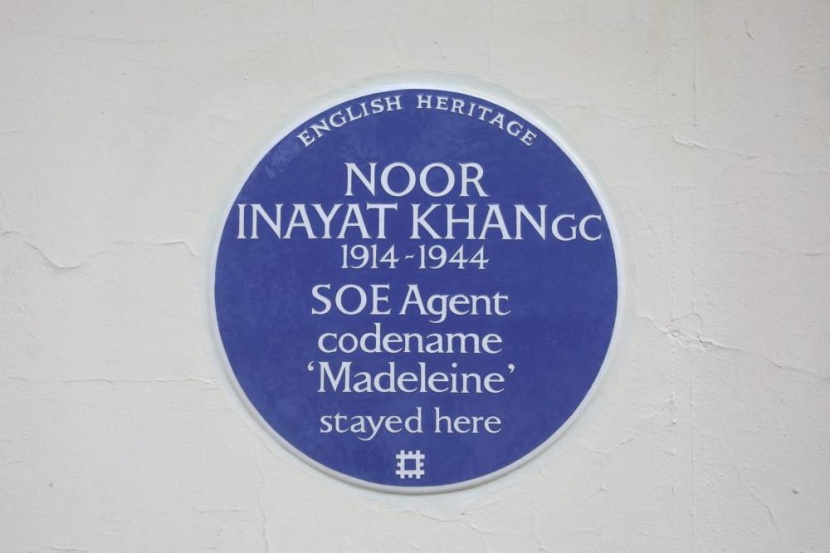 ENGLISH HERITAGE
NOOR
INAYAT KHAN GC
1914-1944
SOE Agent
codename
‘Madeleine’
stayed here